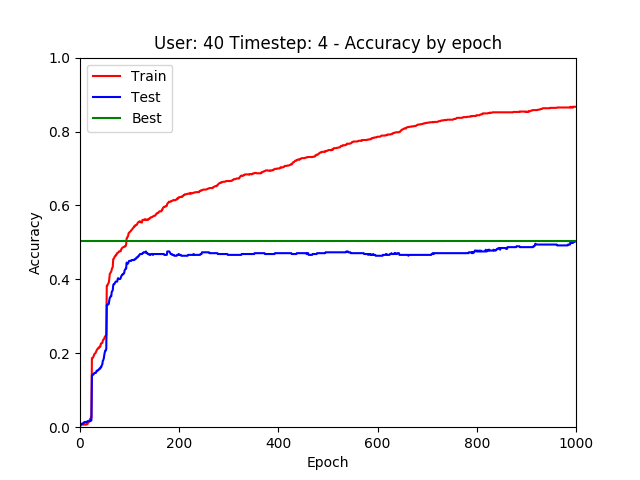 User: 40 Timestep: 4 - Accuracy by epoch
Train
Test
Best
Accuracy
1.0
0.8
0.6
0.4
0.2
0.0
0 200 400 600 800 1000
Epoch